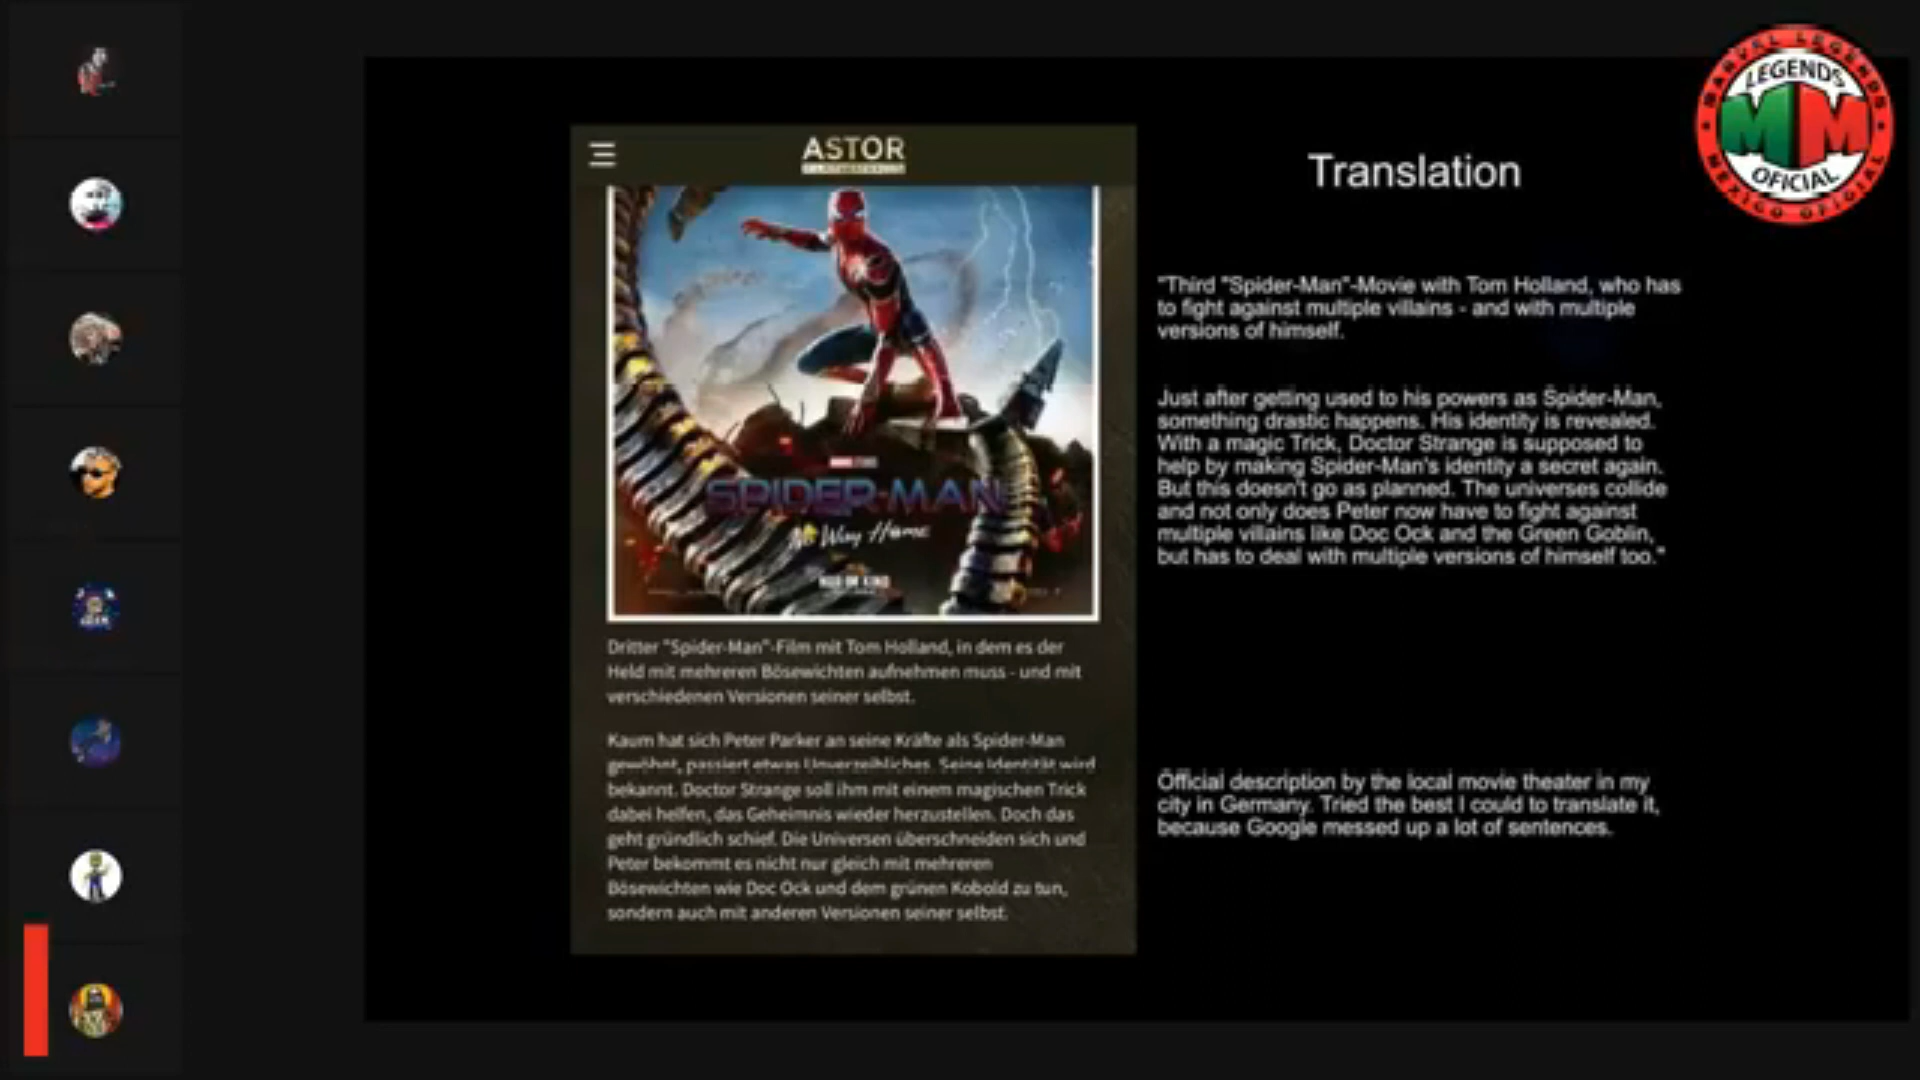 ASTOR
SPIDER-MAN
No Way Home
NUR IM KINO
Dritter "Spider-Man"-Film mit Tom Holland, in dem es der
Held mit mehreren Bösewichten aufnehmen muss - und mit
verschiedenen Versionen seiner selbst.
Kaum hat sich Peter Parker an seine Kräfte als Spider-Man
gewöhnt, passiert etwas Unverzeihliches. Seine Identität wird
bekannt. Doctor Strange soll ihm mit einem magischen Trick
dabei helfen, das Geheimnis wieder herzustellen. Doch das
geht gründlich schief. Die Universen überschneiden sich und
Peter bekommt es nicht nur gleich mit mehreren
Bösewichten wie Doc Ock und dem grünen Kobold zu tun,
sondern auch mit anderen Versionen seiner selbst.
Translation
"Third "Spider-Man"-Movie with Tom Holland, who has
to fight against multiple villains - and with multiple
versions of himself.
Just after getting used to his powers as Spider-Man,
something drastic happens. His identity is revealed.
With a magic Trick, Doctor Strange is supposed to
help by making Spider-Man's identity a secret again.
But this doesn't go as planned. The universes collide
and not only does Peter now have to fight against
multiple villains like Doc Ock and the Green Goblin,
but has to deal with multiple versions of himself too."
Official description by the local movie theater in my
city in Germany. Tried the best I could to translate it,
because Google messed up a lot of sentences.
MARVEL LEGENDS
LEGENDS
MM
OFICIAL
MEXICO OFICIAL